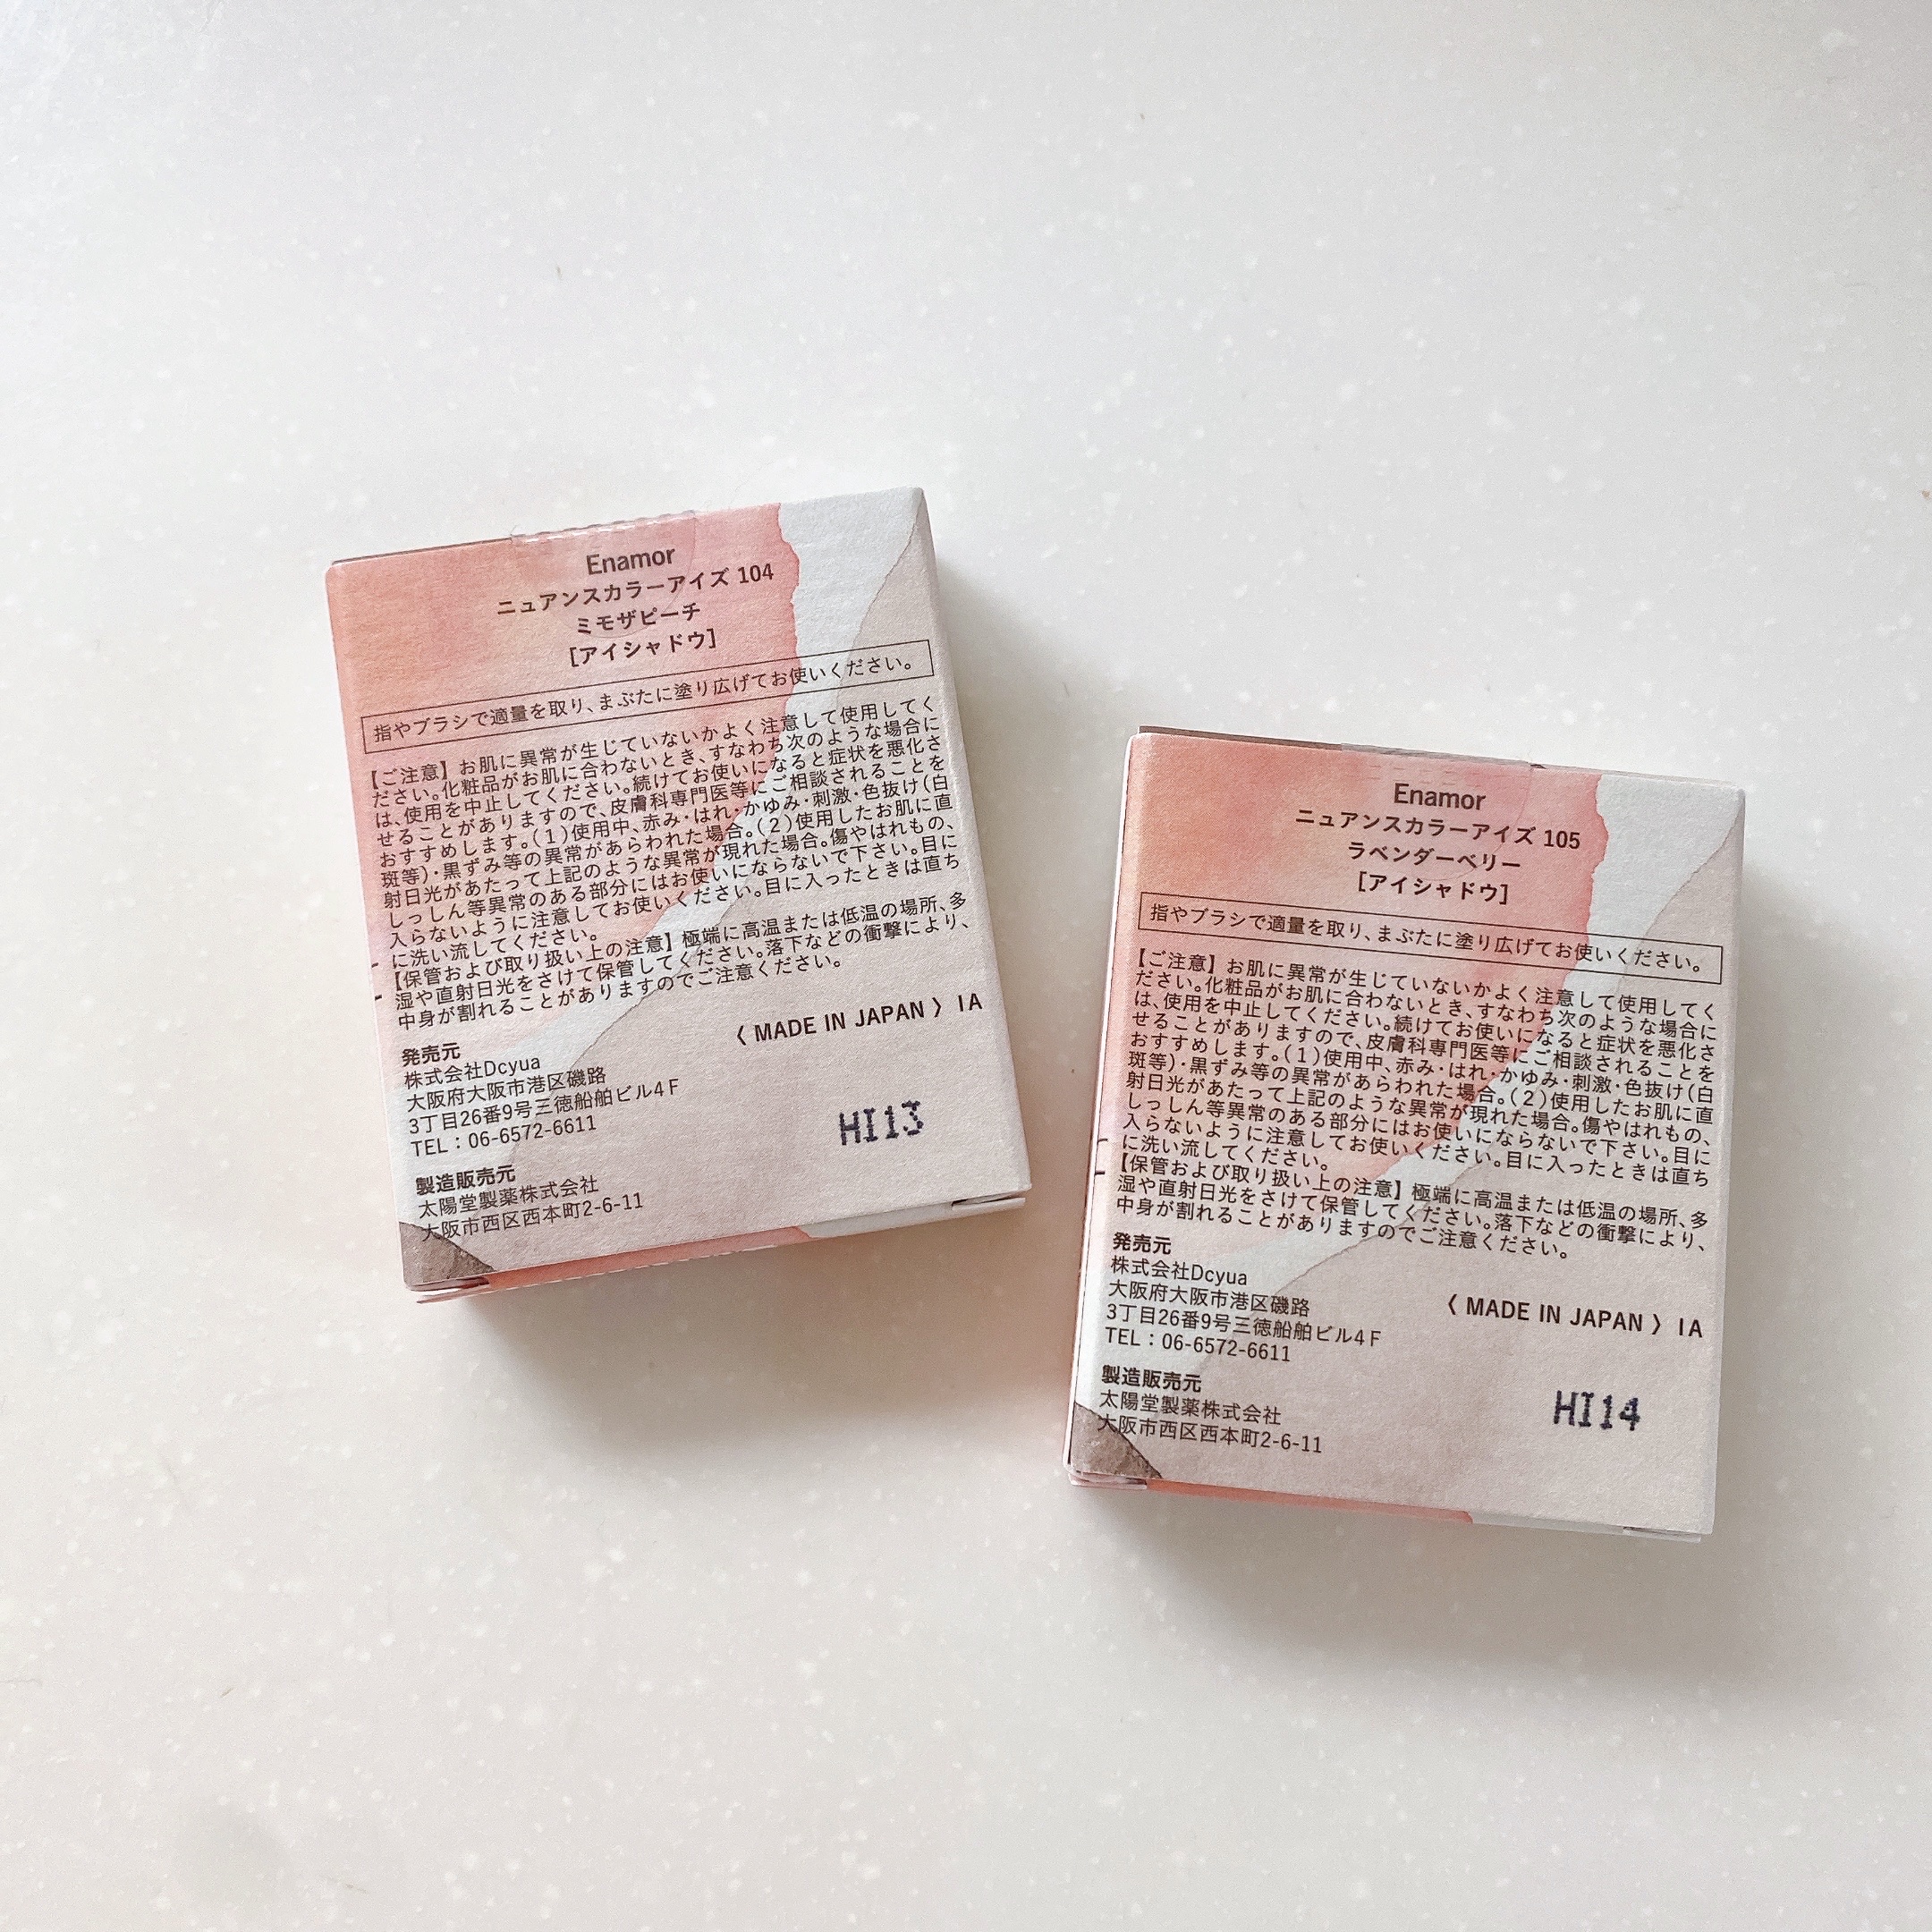 Enamor
ニュアンスカラーアイズ 104
ミモザピーチ
[アイシャドウ]
指やブラシで適量を取り、まぶたに塗り広げてお使いください。
【ご注意】お肌に異常が生じていないかよく注意して使用してく
ださい。化粧品がお肌に合わないとき、すなわち次のような場合に
は、使用を中止してください。続けてお使いになると症状を悪化さ
せることがありますので、皮膚科専門医等にご相談されることを
おすすめします。(1)使用中、赤み・はれ・かゆみ・刺激・色抜け(白
斑等)・黒ずみ等の異常があらわれた場合。(2)使用したお肌に直
射日光があたって上記のような異常が現れた場合。傷やはれもの、
しっしん等異常のある部分にはお使いにならないで下さい。目に
入らないように注意してお使いください。目に入ったときは直ち
に洗い流してください。
【保管および取り扱い上の注意】極端に高温または低温の場所、多
湿や直射日光をさけて保管してください。落下などの衝撃により、
中身が割れることがありますのでご注意ください。
〈 MADE IN JAPAN 〉 IA
発売元
株式会社Dcyua
大阪府大阪市港区磯路
3丁目26番9号三徳船舶ビル4F
TEL：06-6572-6611
HI13
製造販売元
太陽堂製薬株式会社
大阪市西区西本町2-6-11
Enamor
ニュアンスカラーアイズ 105
ラベンダーベリー
[アイシャドウ]
指やブラシで適量を取り、まぶたに塗り広げてお使いください。
【ご注意】お肌に異常が生じていないかよく注意して使用してく
ださい。化粧品がお肌に合わないとき、すなわち次のような場合に
は、使用を中止してください。続けてお使いになると症状を悪化さ
せることがありますので、皮膚科専門医等にご相談されることを
おすすめします。(1)使用中、赤み・はれ・かゆみ・刺激・色抜け(白
斑等)・黒ずみ等の異常があらわれた場合。(2)使用したお肌に直
射日光があたって上記のような異常が現れた場合。傷やはれもの、
しっしん等異常のある部分にはお使いにならないで下さい。目に
入らないように注意してお使いください。目に入ったときは直ち
に洗い流してください。
【保管および取り扱い上の注意】極端に高温または低温の場所、多
湿や直射日光をさけて保管してください。落下などの衝撃により、
中身が割れることがありますのでご注意ください。
発売元
株式会社Dcyua
大阪府大阪市港区磯路
3丁目26番9号三徳船舶ビル4F
TEL：06-6572-6611
〈 MADE IN JAPAN 〉 IA
製造販売元
太陽堂製薬株式会社
大阪市西区西本町2-6-11
HI14